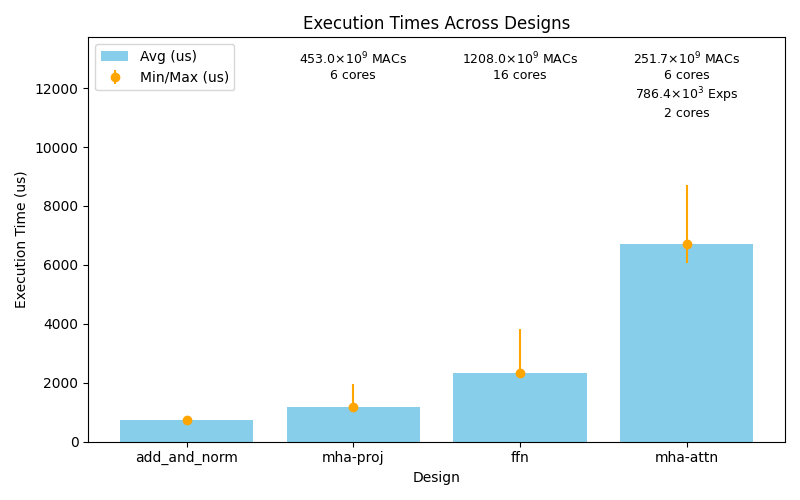 Execution Times Across Designs
Avg (us)
Min/Max (us)
453.0×10⁹ MACs
6 cores
1208.0×10⁹ MACs
16 cores
251.7×10⁹ MACs
6 cores
786.4×10³ Exps
2 cores
Execution Time (us)
12000
10000
8000
6000
4000
2000
0
add_and_norm
mha-proj
ffn
mha-attn
Design